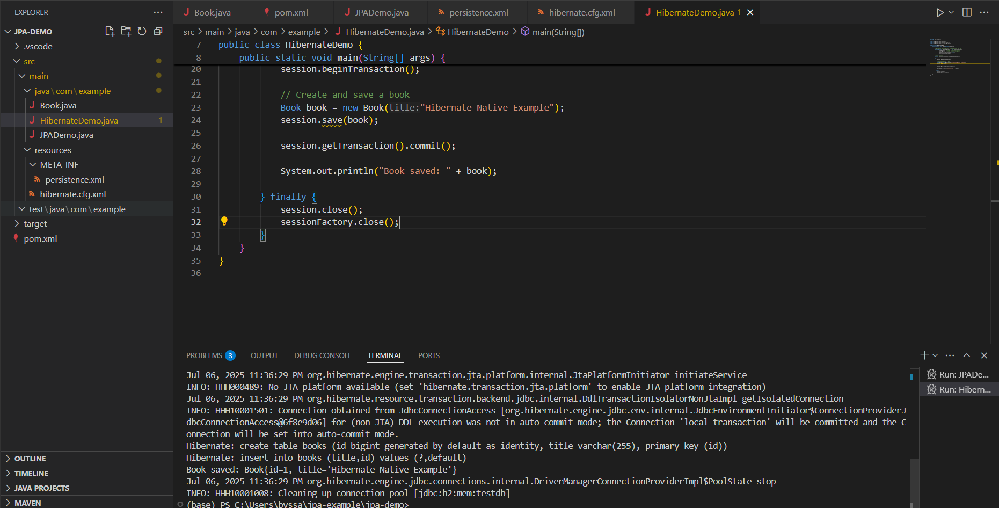 EXPLORER
JPA-DEMO
.vscode
src
main
java\com\example
Book.java
HibernateDemo.java 1
JPADemo.java
resources
META-INF
persistence.xml
hibernate.cfg.xml
test\java\com\example
target
pom.xml
OUTLINE
TIMELINE
JAVA PROJECTS
MAVEN
Book.java pom.xml JPADemo.java persistence.xml hibernate.cfg.xml HibernateDemo.java 1
src > main > java > com > example > HibernateDemo.java > HibernateDemo > main(String[])
7 public class HibernateDemo {
8 public static void main(String[] args) {
20 session.beginTransaction();
21
22 // Create and save a book
23 Book book = new Book(title:"Hibernate Native Example");
24 session.save(book);
25
26 session.getTransaction().commit();
27
28 System.out.println("Book saved: " + book);
29
30 } finally {
31 session.close();
32 sessionFactory.close();
33 }
34 }
35 }
36
PROBLEMS 3 OUTPUT DEBUG CONSOLE TERMINAL PORTS
Jul 06, 2025 11:36:29 PM org.hibernate.engine.transaction.jta.platform.internal.JtaPlatformInitiator initiateService
INFO: HHH000489: No JTA platform available (set 'hibernate.transaction.jta.platform' to enable JTA platform integration)
Jul 06, 2025 11:36:29 PM org.hibernate.resource.transaction.backend.jdbc.internal.DdlTransactionIsolatorNonJtaImpl getIsolatedConnection
INFO: HHH10001501: Connection obtained from JdbcConnectionAccess [org.hibernate.engine.jdbc.env.internal.JdbcEnvironmentInitiator$ConnectionProviderJ
dbcConnectionAccess@6f8e9d06] for (non-JTA) DDL execution was not in auto-commit mode; the Connection 'local transaction' will be committed and the C
onnection will be set into auto-commit mode.
Hibernate: create table books (id bigint generated by default as identity, title varchar(255), primary key (id))
Hibernate: insert into books (title,id) values (?,default)
Book saved: Book{id=1, title='Hibernate Native Example'}
Jul 06, 2025 11:36:29 PM org.hibernate.engine.jdbc.connections.internal.DriverManagerConnectionProviderImpl$PoolState stop
INFO: HHH10001008: Cleaning up connection pool [jdbc:h2:mem:testdb]
(base) PS C:\Users\byssa\jpa-example\jpa-demo>
Run: JPADe...
Run: Hibern...